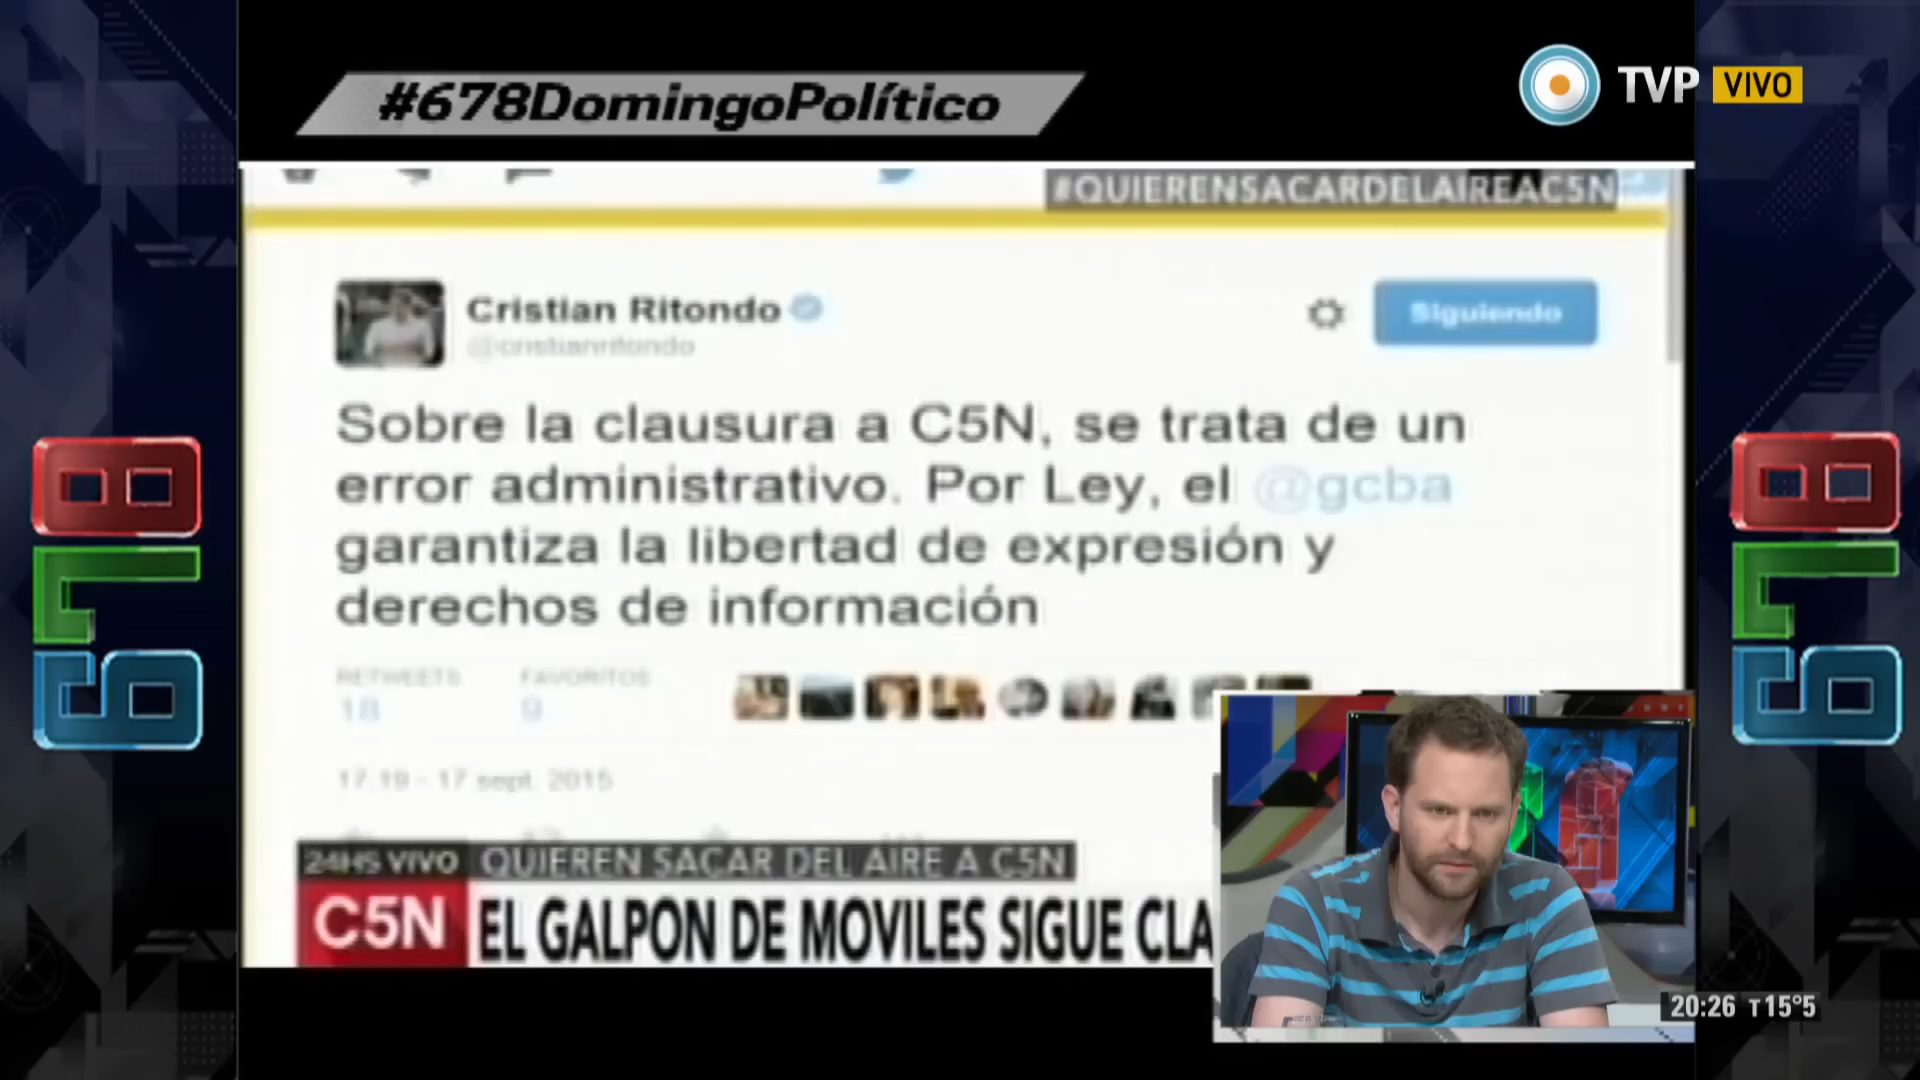 #678DomingoPolítico
TVP VIVO
#QUIERENSACARDELAIREAC5N
Cristian Ritondo
@cristianritondo
Siguiendo
Sobre la clausura a C5N, se trata de un
error administrativo. Por Ley, el @gcba
garantiza la libertad de expresión y
derechos de información
RETWEETS
18
FAVORITOS
9
17:19 - 17 sept. 2015
24HS VIVO QUIEREN SACAR DEL AIRE A C5N
C5N EL GALPON DE MOVILES SIGUE CLA
678
678
20:26 T15°5